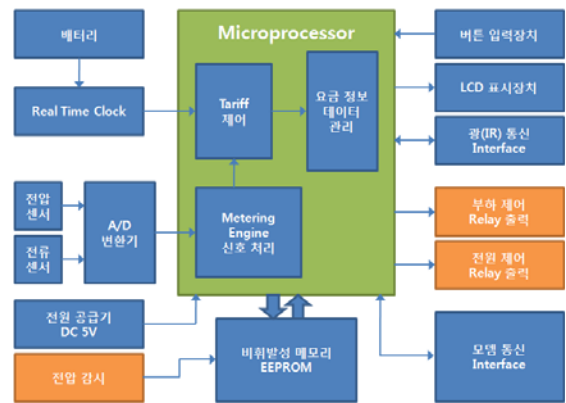 배터리
Real Time Clock
전압
센서
전류
센서
A/D
변환기
전원 공급기
DC 5V
전압 감시
Microprocessor
Tariff
제어
요금 정보
데이터
관리
Metering
Engine
신호 처리
비휘발성 메모리
EEPROM
버튼 입력장치
LCD 표시장치
광(IR) 통신
Interface
부하 제어
Relay 출력
전원 제어
Relay 출력
모뎀 통신
Interface